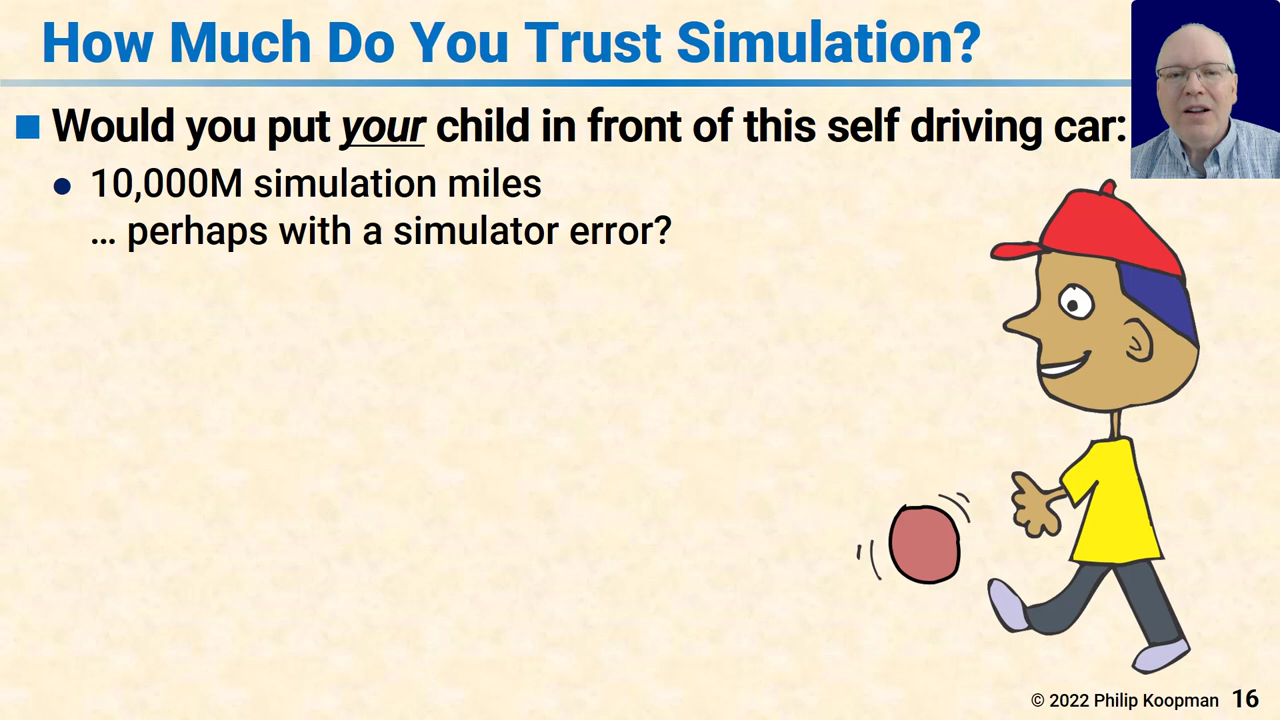 How Much Do You Trust Simulation?
Would you put your child in front of this self driving car:
10,000M simulation miles
… perhaps with a simulator error?
© 2022 Philip Koopman 16